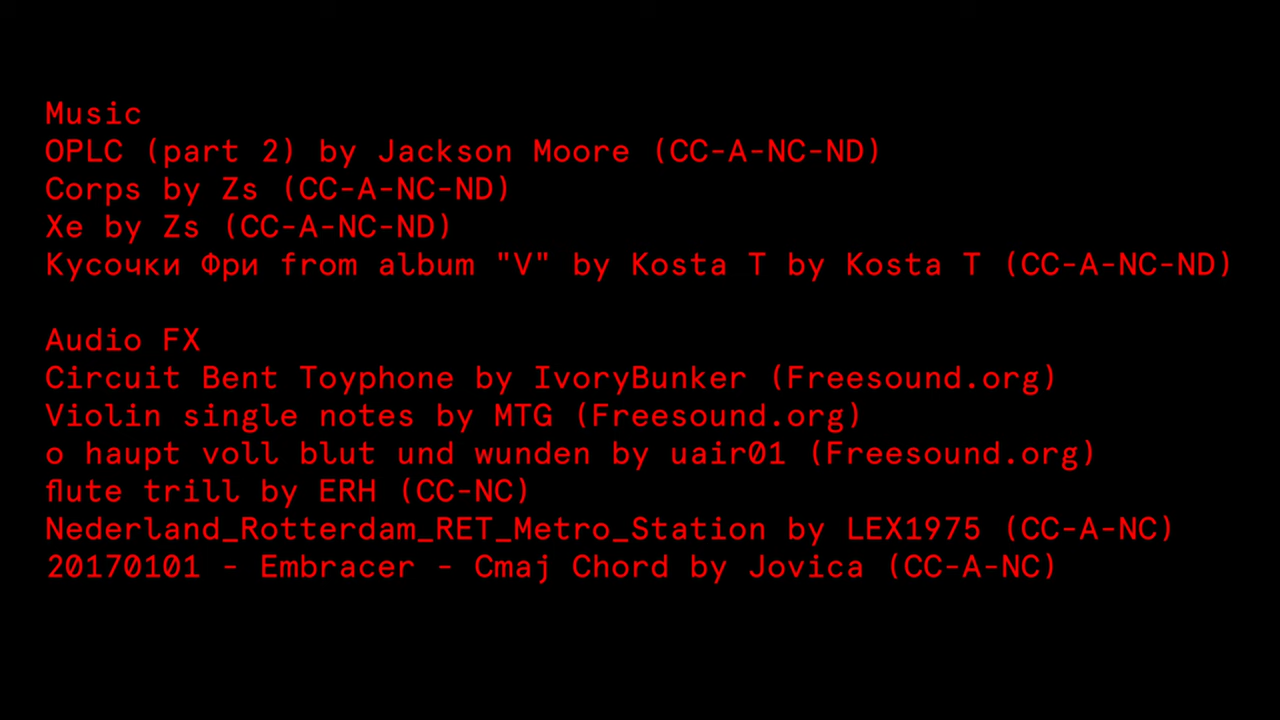 Music
OPLC (part 2) by Jackson Moore (CC-A-NC-ND)
Corps by Zs (CC-A-NC-ND)
Xe by Zs (CC-A-NC-ND)
Кусочки Фри from album "V" by Kosta T by Kosta T (CC-A-NC-ND)
Audio FX
Circuit Bent Toyphone by IvoryBunker (Freesound.org)
Violin single notes by MTG (Freesound.org)
o haupt voll blut und wunden by uair01 (Freesound.org)
flute trill by ERH (CC-NC)
Nederland_Rotterdam_RET_Metro_Station by LEX1975 (CC-A-NC)
20170101 - Embracer - Cmaj Chord by Jovica (CC-A-NC)